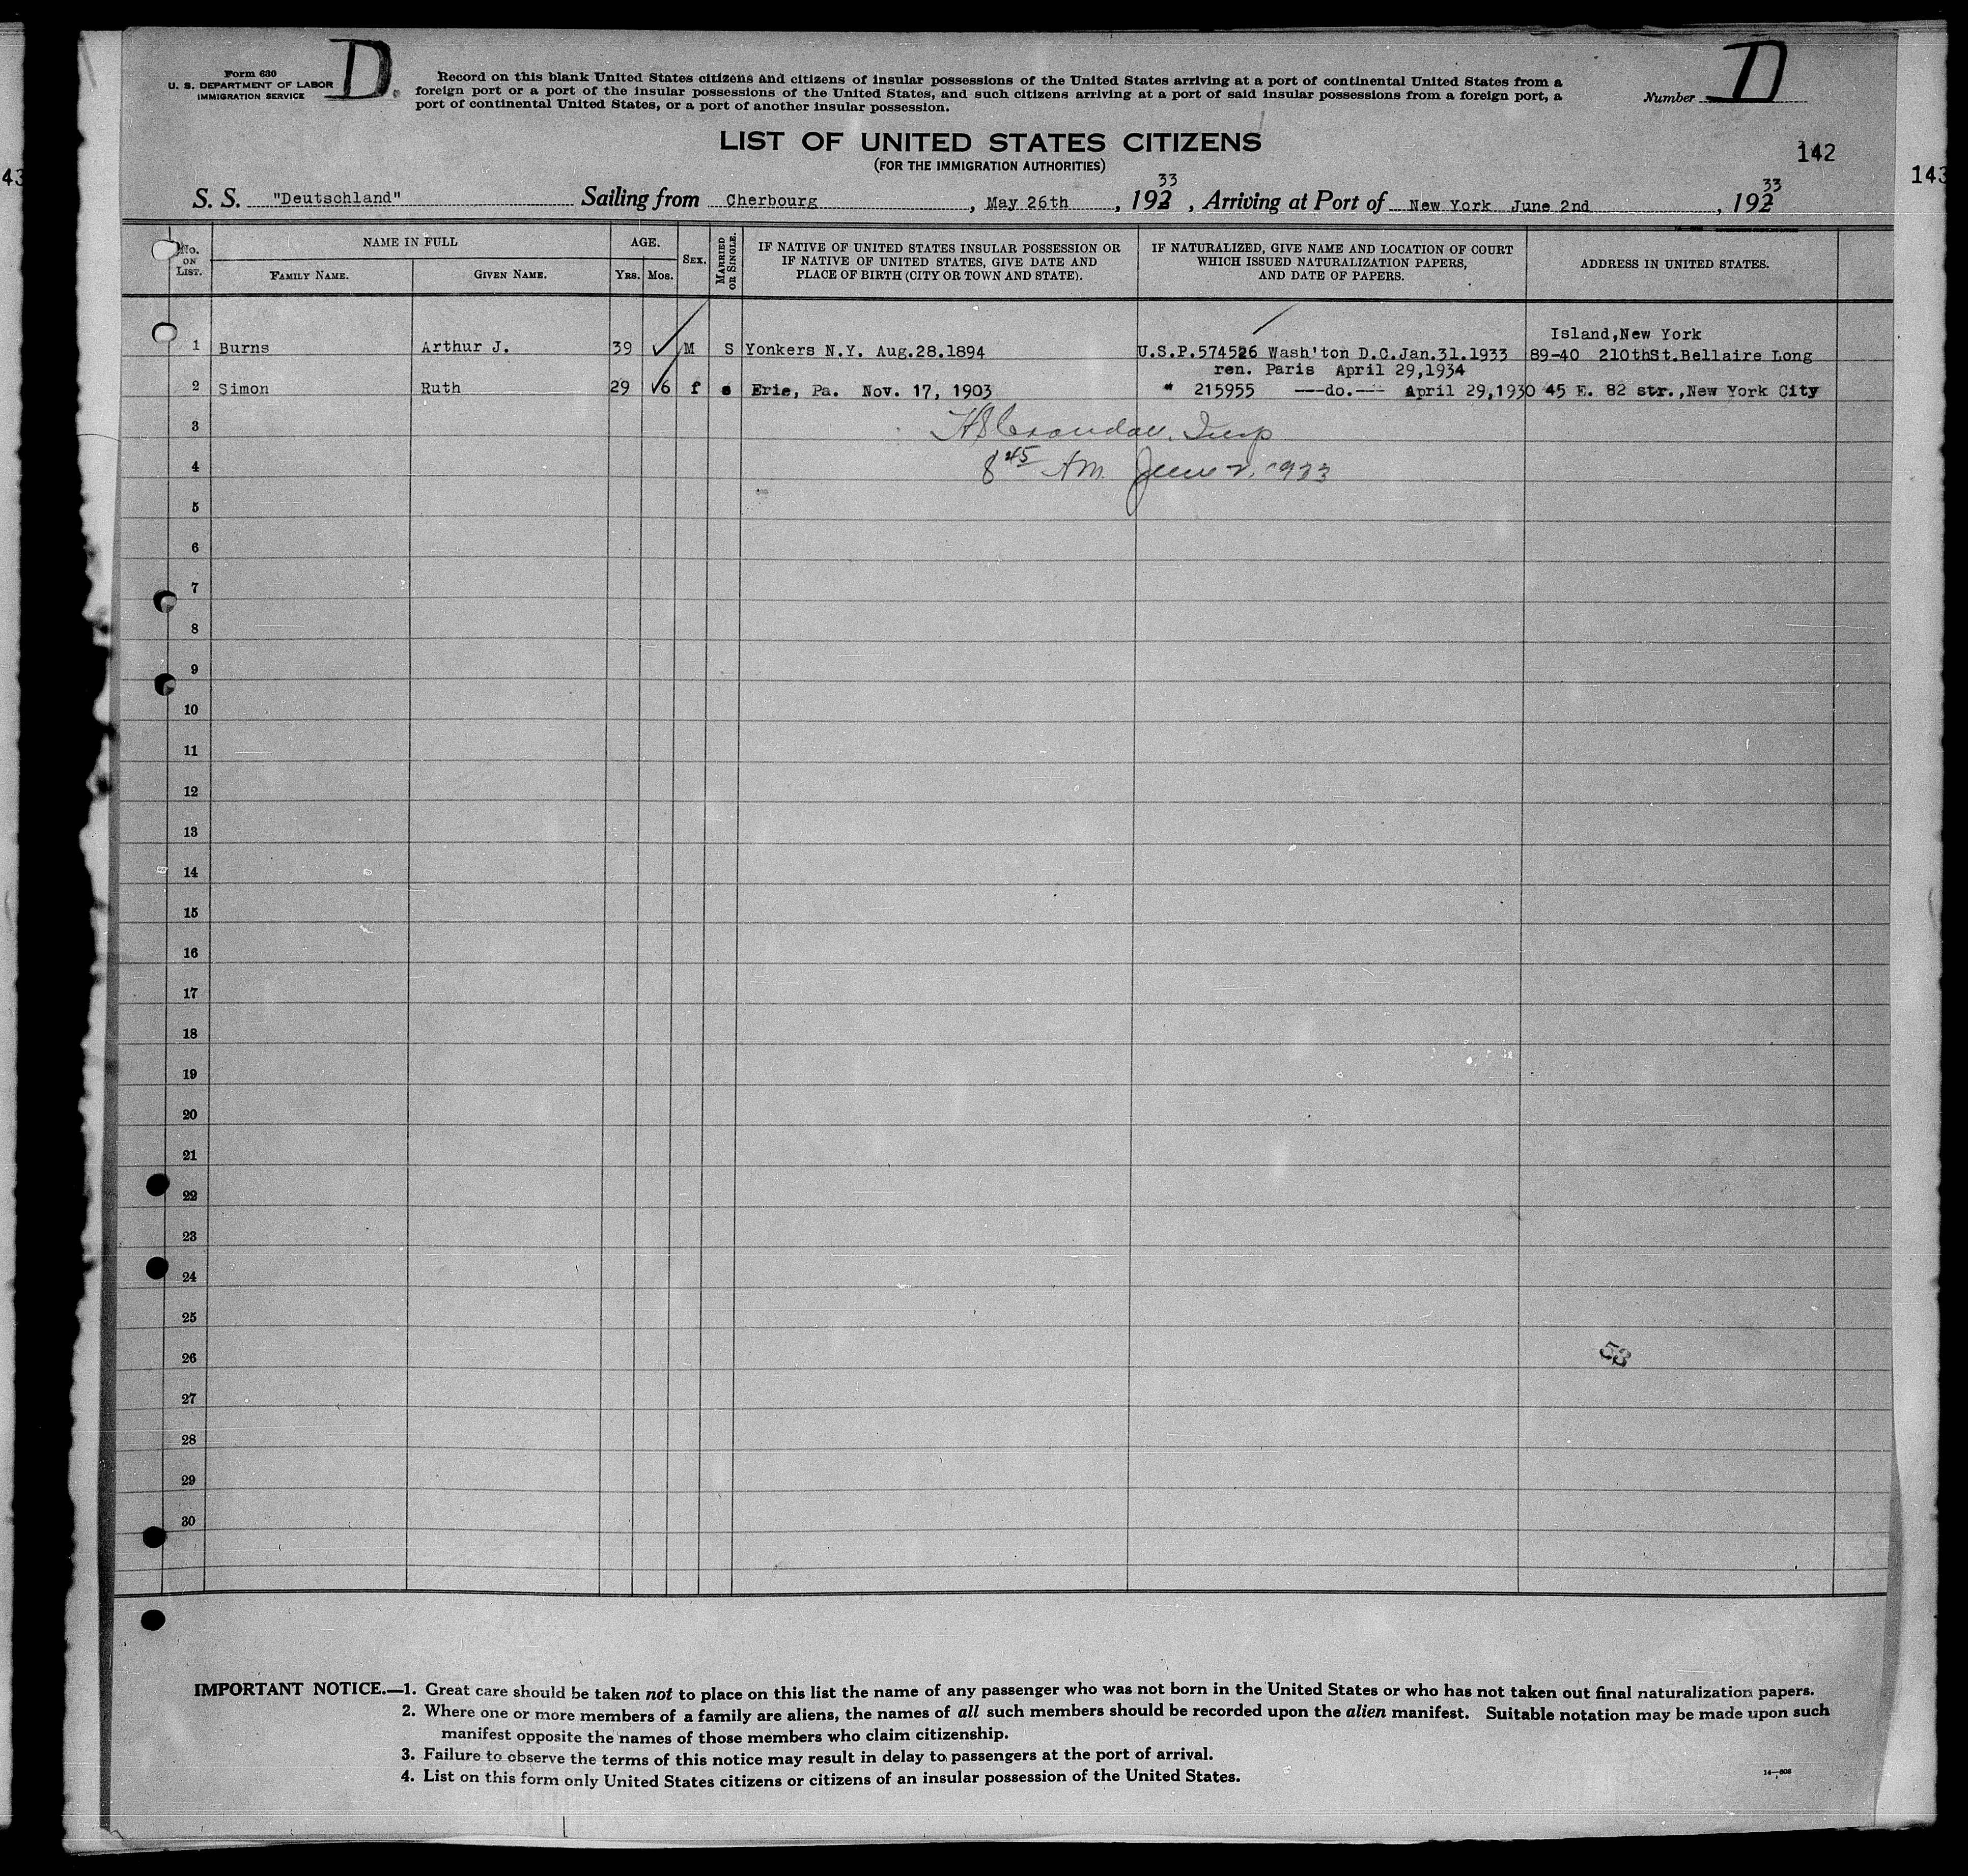 Form 630
U. S. DEPARTMENT OF LABOR
IMMIGRATION SERVICE
D.
Record on this blank United States citizens and citizens of insular possessions of the United States arriving at a port of continental United States from a
foreign port or a port of the insular possessions of the United States, and such citizens arriving at a port of said insular possessions from a foreign port, a
port of continental United States, or a port of another insular possession.
Number D
LIST OF UNITED STATES CITIZENS
(FOR THE IMMIGRATION AUTHORITIES)
142
43
143
S. S. "Deutschland" Sailing from Cherbourg, May 26th, 192 33, Arriving at Port of New York June 2nd, 192 33
No. ON LIST.
NAME IN FULL
FAMILY NAME. GIVEN NAME.
AGE.
YRS. MOS.
SEX.
MARRIED OR SINGLE.
IF NATIVE OF UNITED STATES INSULAR POSSESSION OR
IF NATIVE OF UNITED STATES, GIVE DATE AND
PLACE OF BIRTH (CITY OR TOWN AND STATE).
IF NATURALIZED, GIVE NAME AND LOCATION OF COURT
WHICH ISSUED NATURALIZATION PAPERS,
AND DATE OF PAPERS.
ADDRESS IN UNITED STATES.
Island,New York
1 Burns Arthur J. 39 M S Yonkers N.Y. Aug.28.1894 U.S.P.574526 Wash'ton D.C.Jan.31.1933 89-40 210thSt.Bellaire Long
ren. Paris April 29,1934
2 Simon Ruth 29 6 f s Erie, Pa. Nov. 17, 1903 " 215955 ---do.--- April 29,1930 45 E. 82 str.,New York City
3 Insp
4 8 45 AM June 2, 1933
5
6
7
8
9
10
11
12
13
14
15
16
17
18
19
20
21
22
23
24
25
26
53
27
28
29
30
IMPORTANT NOTICE.—1. Great care should be taken not to place on this list the name of any passenger who was not born in the United States or who has not taken out final naturalization papers.
2. Where one or more members of a family are aliens, the names of all such members should be recorded upon the alien manifest. Suitable notation may be made upon such
manifest opposite the names of those members who claim citizenship.
3. Failure to observe the terms of this notice may result in delay to passengers at the port of arrival.
4. List on this form only United States citizens or citizens of an insular possession of the United States.
14—808